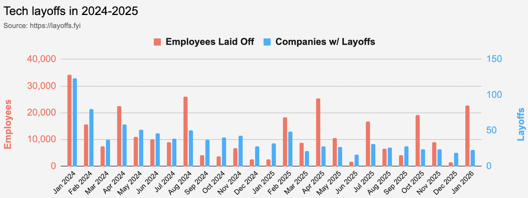 Tech layoffs in 2024-2025
Source: https://layoffs.fyi
Employees Laid Off
Companies w/ Layoffs
40,000
30,000
20,000
10,000
0
150
100
50
0
Employees
Layoffs
Jan 2024
Feb 2024
Mar 2024
Apr 2024
May 2024
Jun 2024
Jul 2024
Aug 2024
Sep 2024
Oct 2024
Nov 2024
Dec 2024
Jan 2025
Feb 2025
Mar 2025
Apr 2025
May 2025
Jun 2025
Jul 2025
Aug 2025
Sep 2025
Oct 2025
Nov 2025
Dec 2025
Jan 2026